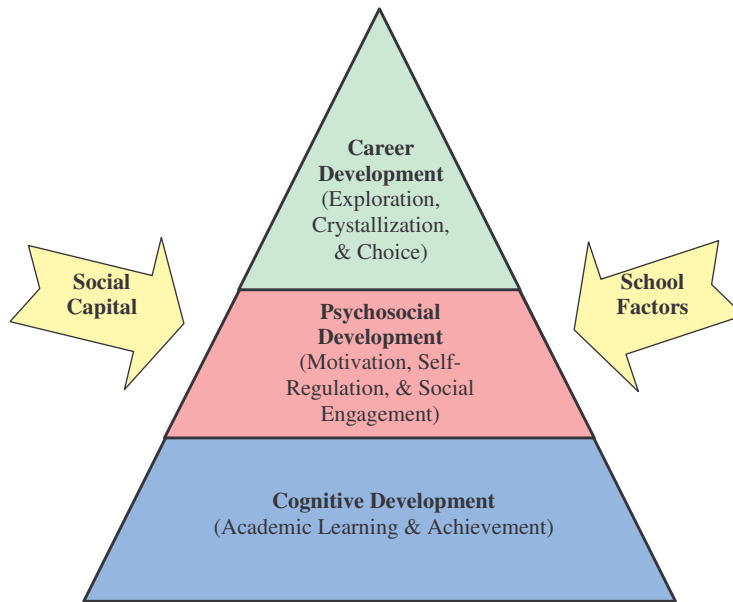 Career
Development
(Exploration,
Crystallization,
& Choice)
Social
Capital
School
Factors
Psychosocial
Development
(Motivation, Self-
Regulation, & Social
Engagement)
Cognitive Development
(Academic Learning & Achievement)